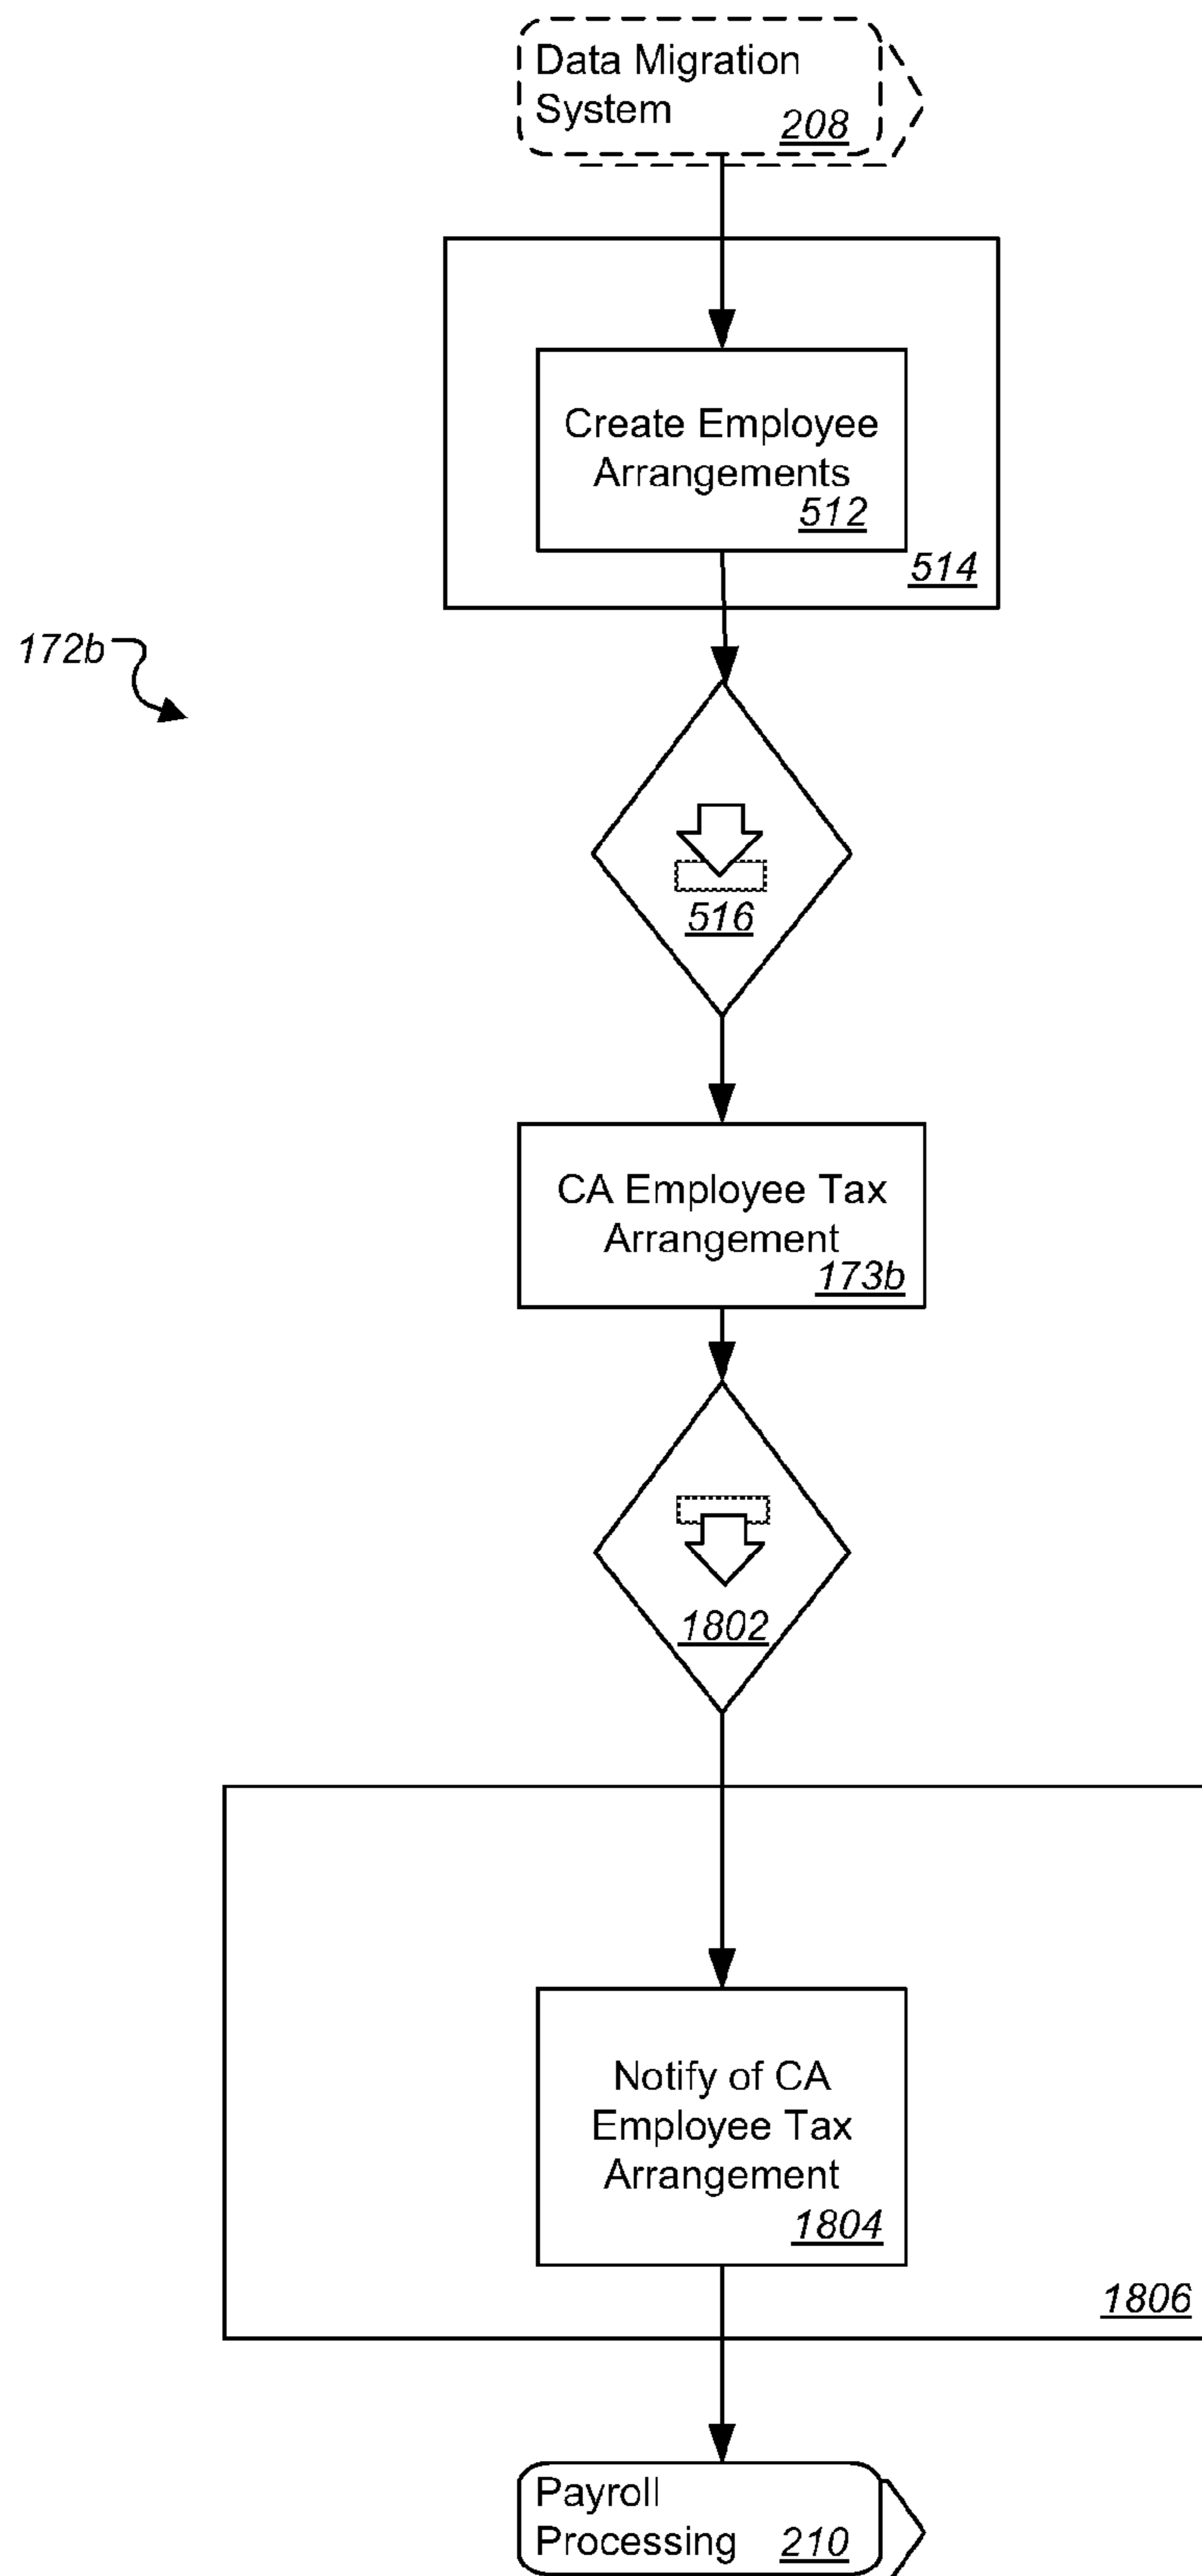 Data Migration
System
208
Create Employee
Arrangements
512
514
172b
516
CA Employee Tax
Arrangement
173b
1802
Notify of CA
Employee Tax
Arrangement
1804
1806
Payroll
Processing 210